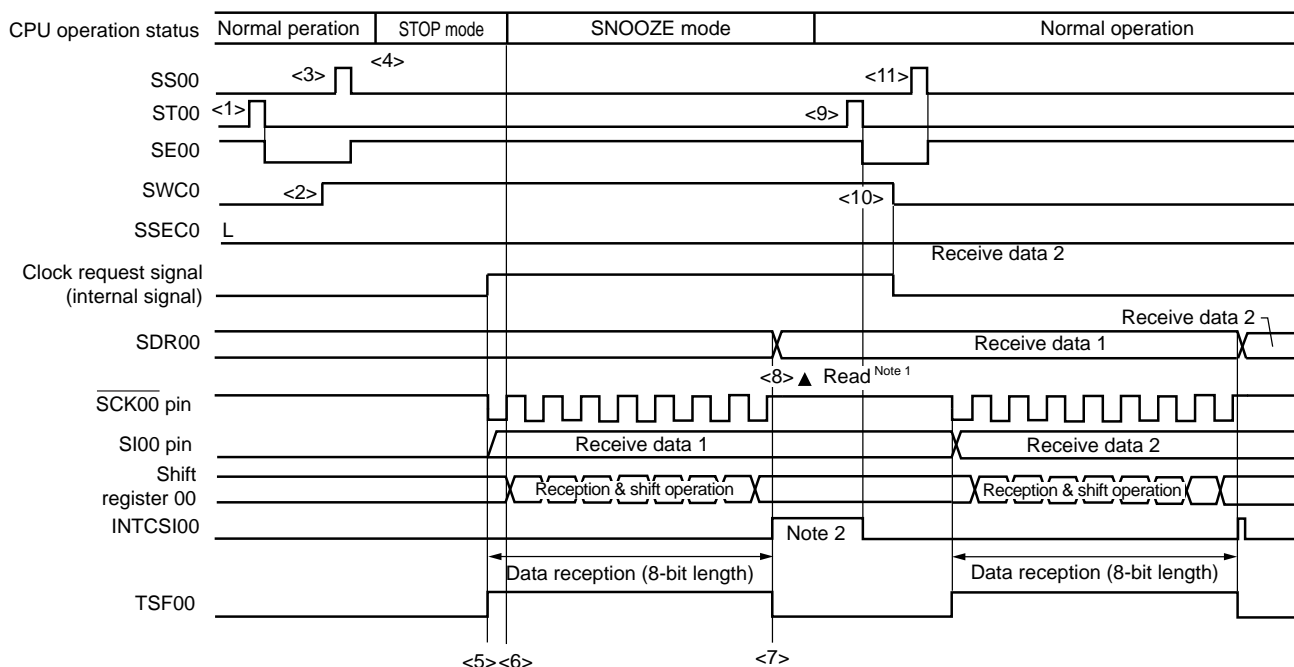 CPU operation status Normal peration STOP mode SNOOZE mode Normal operation
<4>
SS00 <3> <11>
ST00 <1> <9>
SE00
SWC0 <2> <10>
SSEC0 L
Receive data 2
Clock request signal
(internal signal)
Receive data 2
SDR00 Receive data 1
<8> ▲ Read Note 1
SCK00 pin
SI00 pin Receive data 1 Receive data 2
Shift
register 00 Reception & shift operation Reception & shift operation
INTCSI00 Note 2
Data reception (8-bit length) Data reception (8-bit length)
TSF00
<5> <6> <7>